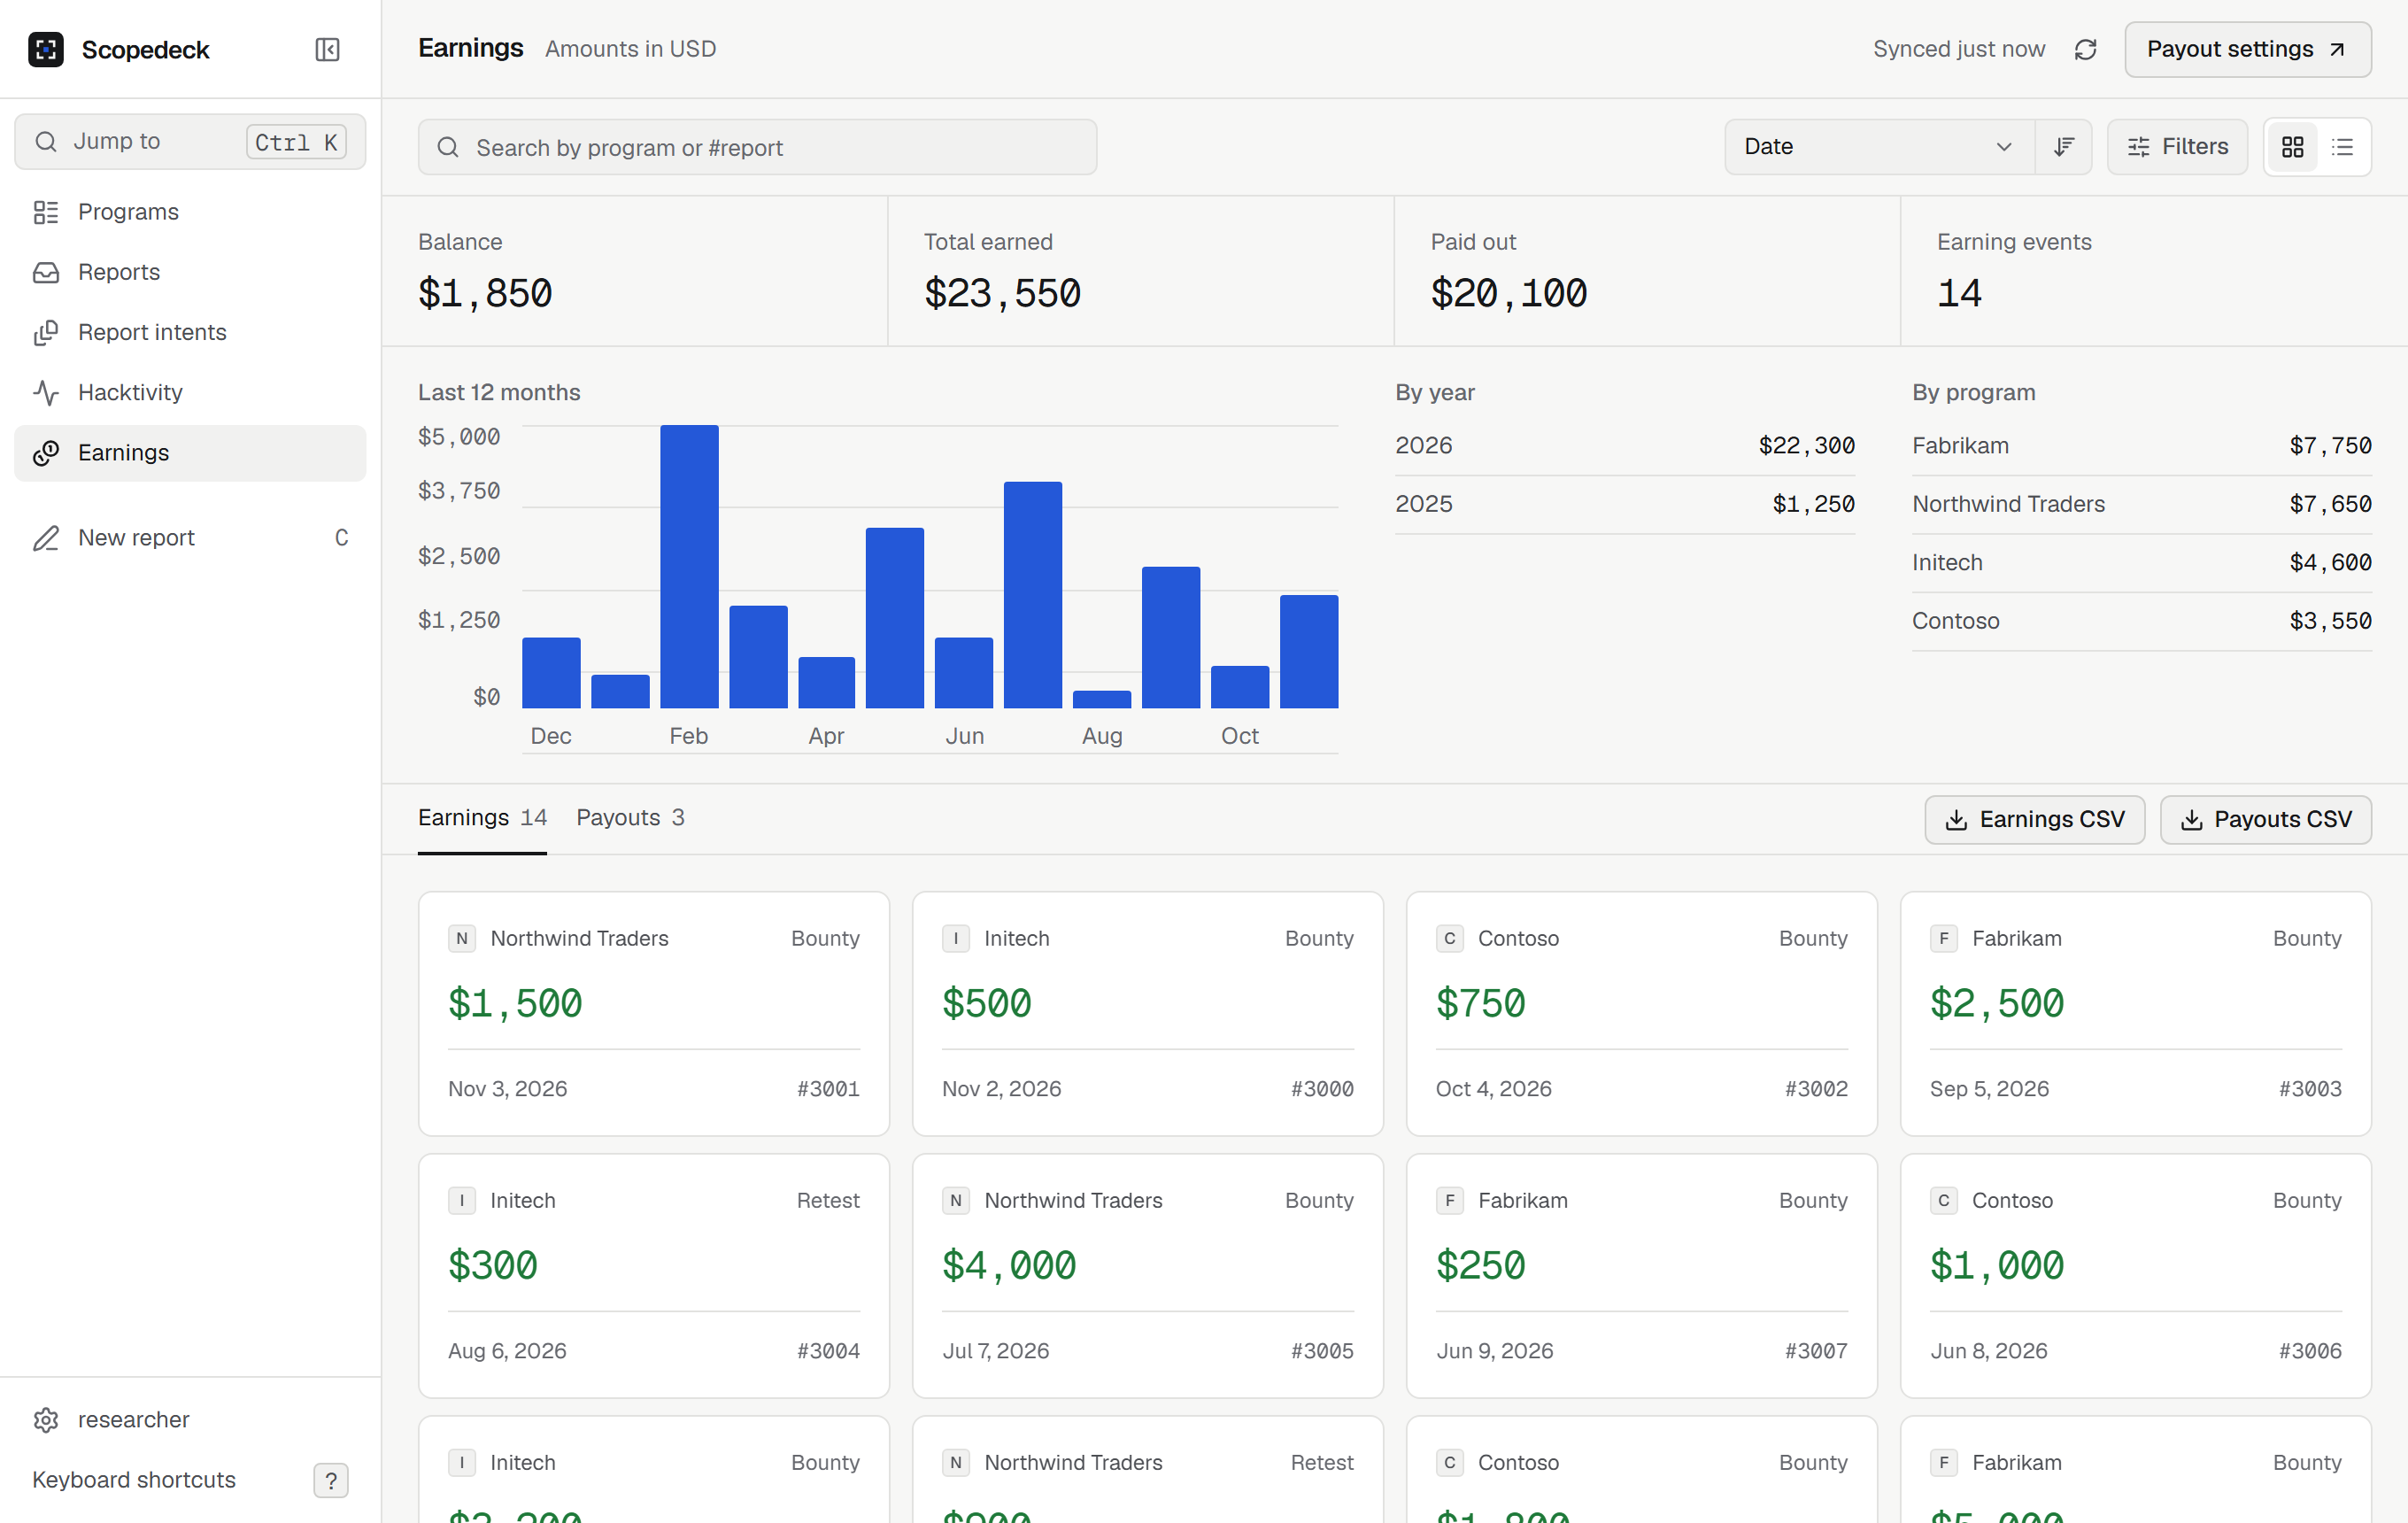 Scopedeck
Jump to
Ctrl K
Programs
Reports
Report intents
Hacktivity
Earnings
New report
C
researcher
Keyboard shortcuts
?
Earnings
Amounts in USD
Synced just now
Payout settings
Search by program or #report
Date
Filters
Balance
$1,850
Total earned
$23,550
Paid out
$20,100
Earning events
14
Last 12 months
$5,000
$3,750
$2,500
$1,250
$0
Dec
Feb
Apr
Jun
Aug
Oct
By year
2026
$22,300
2025
$1,250
By program
Fabrikam
$7,750
Northwind Traders
$7,650
Initech
$4,600
Contoso
$3,550
Earnings 14
Payouts 3
Earnings CSV
Payouts CSV
N
Northwind Traders
Bounty
$1,500
Nov 3, 2026
#3001
I
Initech
Bounty
$500
Nov 2, 2026
#3000
C
Contoso
Bounty
$750
Oct 4, 2026
#3002
F
Fabrikam
Bounty
$2,500
Sep 5, 2026
#3003
I
Initech
Retest
$300
Aug 6, 2026
#3004
N
Northwind Traders
Bounty
$4,000
Jul 7, 2026
#3005
F
Fabrikam
Bounty
$250
Jun 9, 2026
#3007
C
Contoso
Bounty
$1,000
Jun 8, 2026
#3006
I
Initech
Bounty
N
Northwind Traders
Retest
C
Contoso
Bounty
F
Fabrikam
Bounty